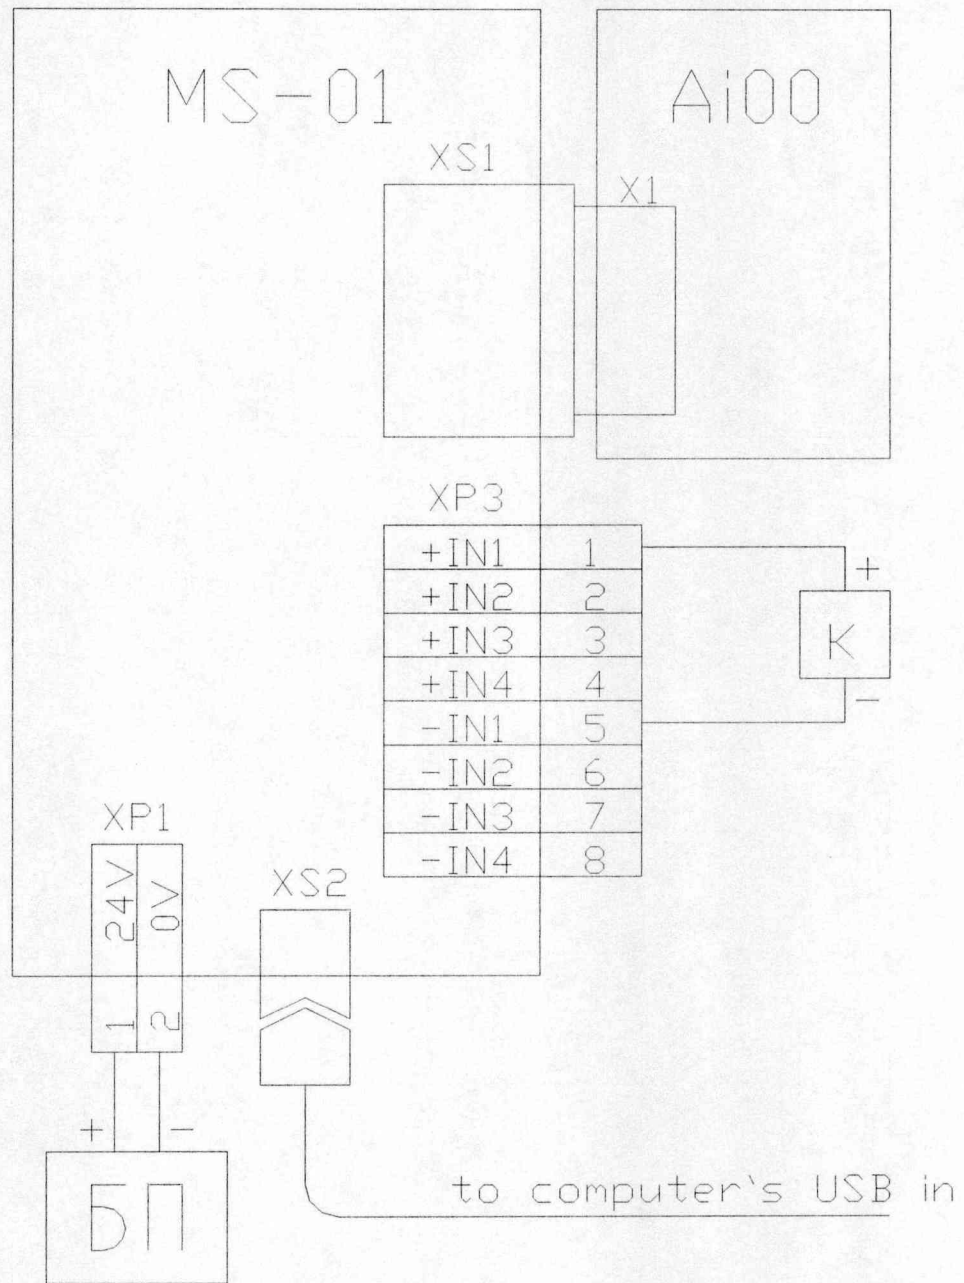 MS-01
Ai00
XS1
X1
XP3
+IN1 1
+IN2 2
+IN3 3
+IN4 4
-IN1 5
-IN2 6
-IN3 7
-IN4 8
+
K
-
XP1
24V
0V
1
2
XS2
+ -
БП
to computer's USB in